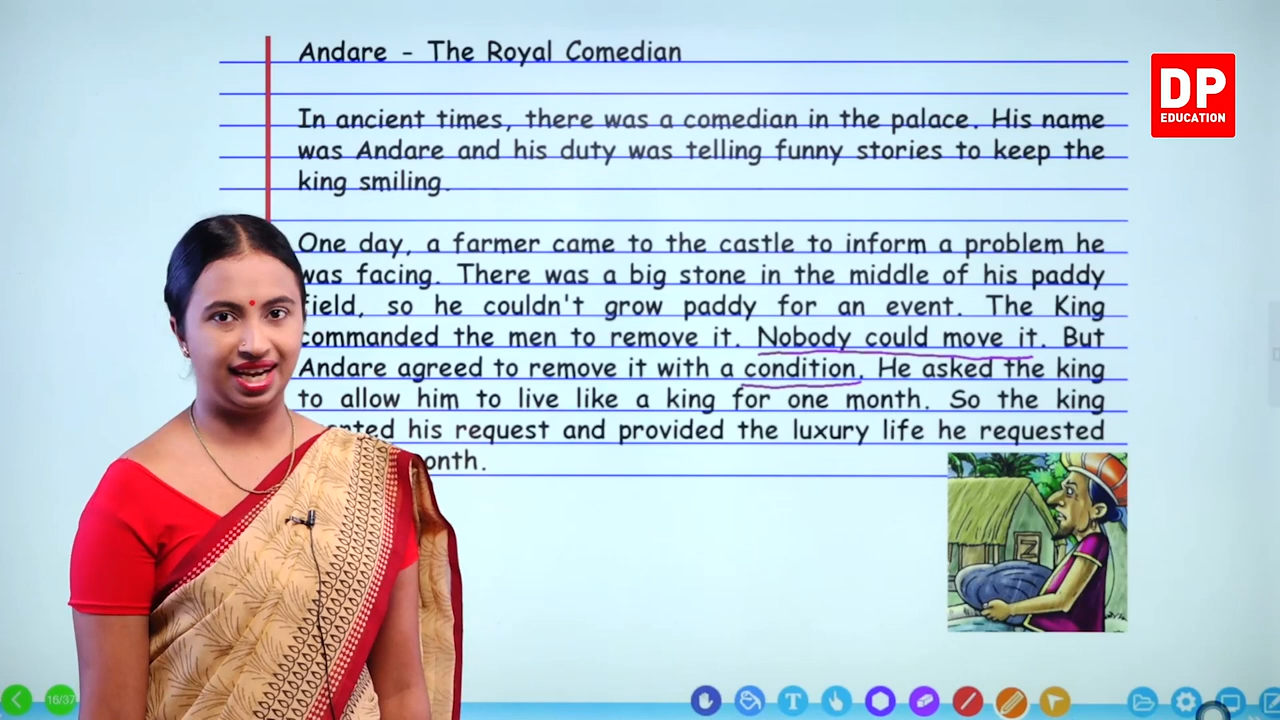 Andare - The Royal Comedian
DP
EDUCATION
In ancient times, there was a comedian in the palace. His name
was Andare and his duty was telling funny stories to keep the
king smiling.
One day, a farmer came to the castle to inform a problem he
was facing. There was a big stone in the middle of his paddy
field, so he couldn't grow paddy for an event. The King
commanded the men to remove it. Nobody could move it. But
Andare agreed to remove it with a condition. He asked the king
to allow him to live like a king for one month. So the king
his request and provided the luxury life he requested
16/37